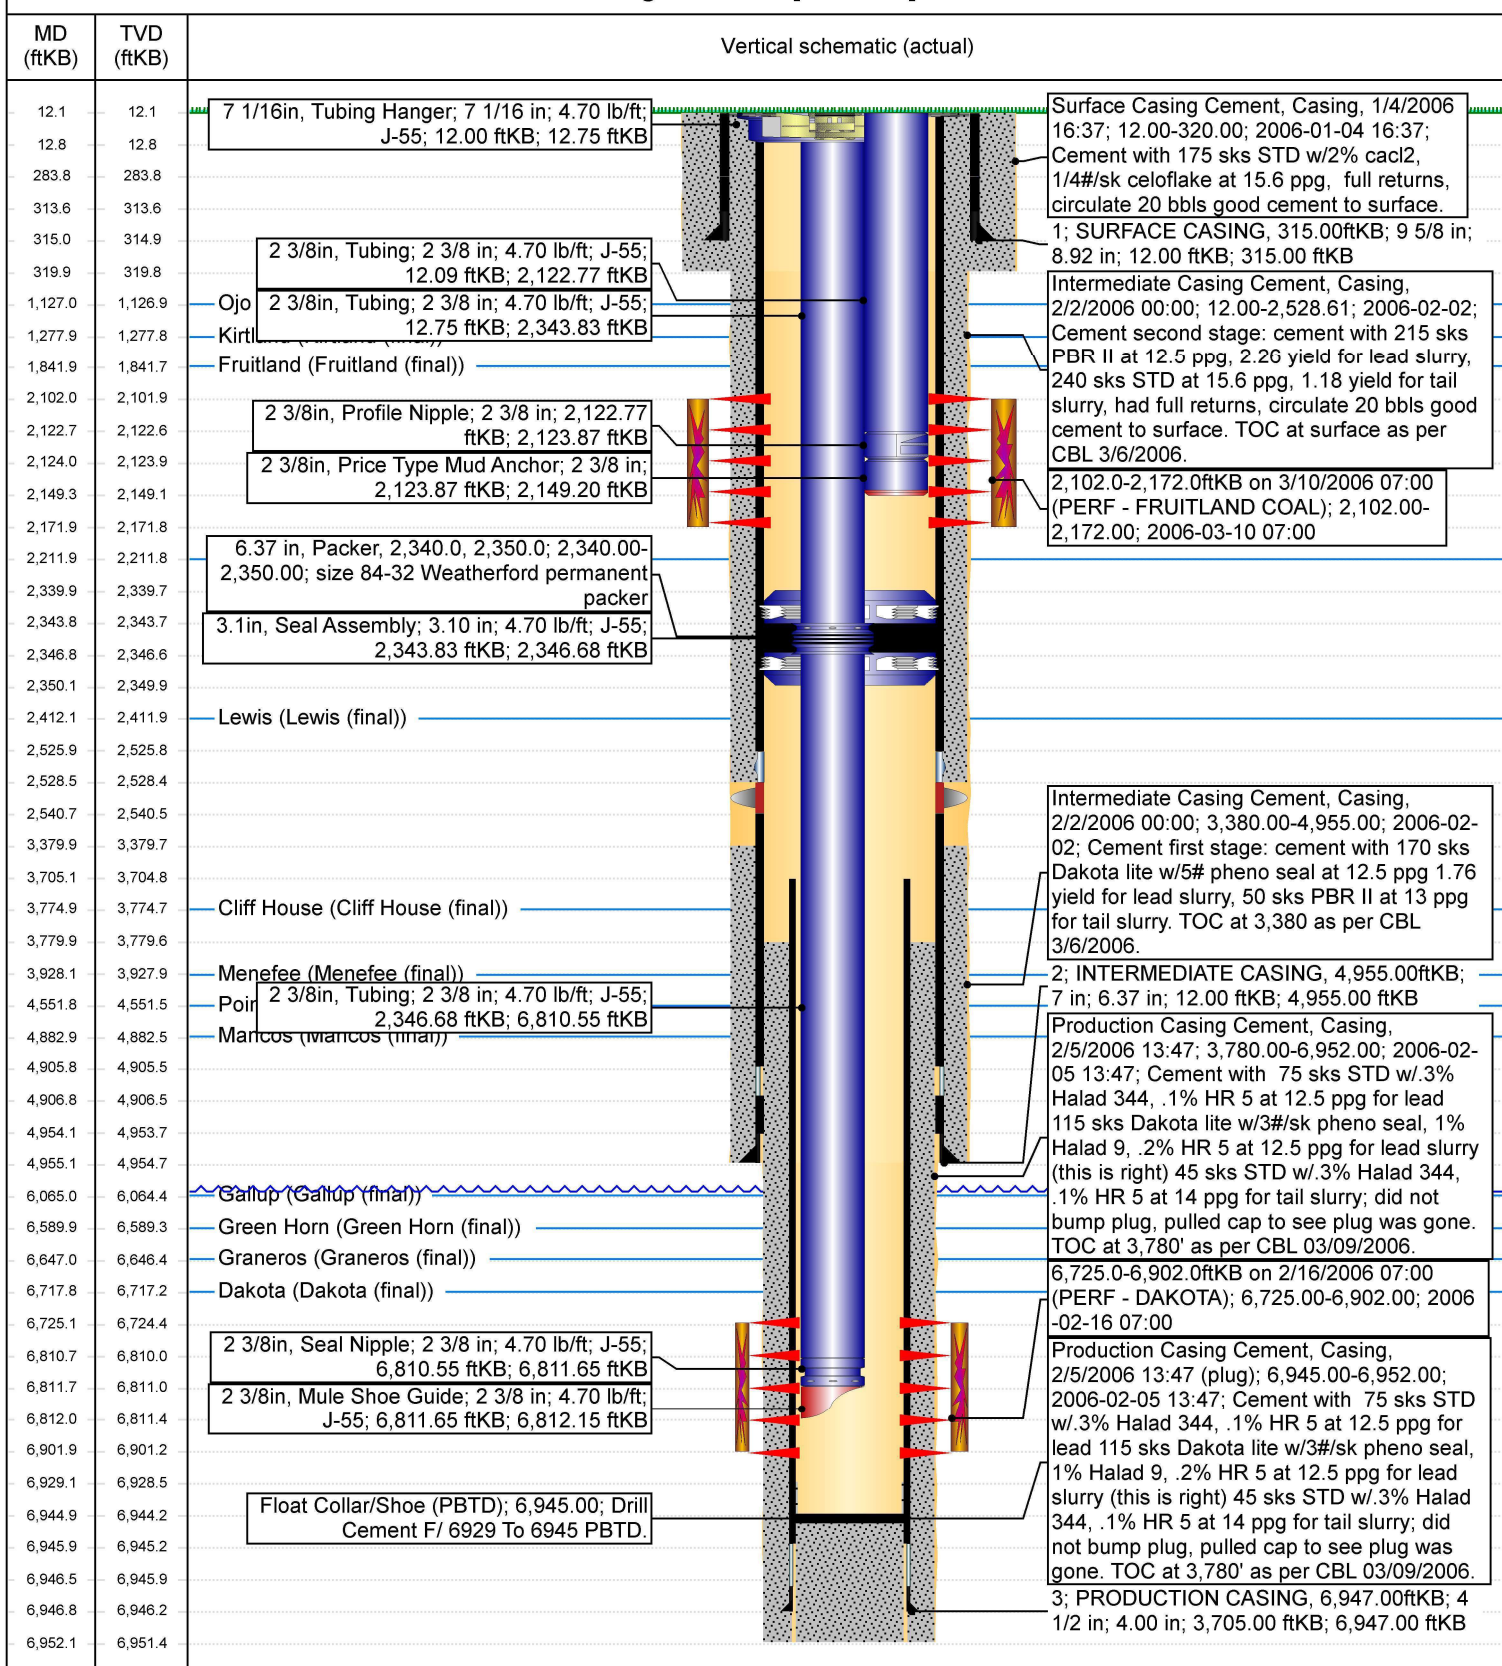 MD
(ftKB)
TVD
(ftKB)
Vertical schematic (actual)
12.1 12.1
12.8 12.8
283.8 283.8
313.6 313.6
315.0 314.9
319.9 319.8
1,127.0 1,126.9
1,277.9 1,277.8
1,841.9 1,841.7
2,102.0 2,101.9
2,122.7 2,122.6
2,124.0 2,123.9
2,149.3 2,149.1
2,171.9 2,171.8
2,211.9 2,211.8
2,339.9 2,339.7
2,343.8 2,343.7
2,346.8 2,346.6
2,350.1 2,349.9
2,412.1 2,411.9
2,525.9 2,525.8
2,528.5 2,528.4
2,540.7 2,540.5
3,379.9 3,379.7
3,705.1 3,704.8
3,774.9 3,774.7
3,779.9 3,779.6
3,928.1 3,927.9
4,551.8 4,551.5
4,882.9 4,882.5
4,905.8 4,905.5
4,906.8 4,906.5
4,954.1 4,953.7
4,955.1 4,954.7
6,065.0 6,064.4
6,589.9 6,589.3
6,647.0 6,646.4
6,717.8 6,717.2
6,725.1 6,724.4
6,810.7 6,810.0
6,811.7 6,811.0
6,812.0 6,811.4
6,901.9 6,901.2
6,929.1 6,928.5
6,944.9 6,944.2
6,945.9 6,945.2
6,946.5 6,945.9
6,946.8 6,946.2
6,952.1 6,951.4
7 1/16in, Tubing Hanger; 7 1/16 in; 4.70 lb/ft;
J-55; 12.00 ftKB; 12.75 ftKB
2 3/8in, Tubing; 2 3/8 in; 4.70 lb/ft; J-55;
12.09 ftKB; 2,122.77 ftKB
Ojo
2 3/8in, Tubing; 2 3/8 in; 4.70 lb/ft; J-55;
12.75 ftKB; 2,343.83 ftKB
Fruitland (Fruitland (final))
2 3/8in, Profile Nipple; 2 3/8 in; 2,122.77
ftKB; 2,123.87 ftKB
2 3/8in, Price Type Mud Anchor; 2 3/8 in;
2,123.87 ftKB; 2,149.20 ftKB
6.37 in, Packer, 2,340.0, 2,350.0; 2,340.00-
2,350.00; size 84-32 Weatherford permanent
packer
3.1in, Seal Assembly; 3.10 in; 4.70 lb/ft; J-55;
2,343.83 ftKB; 2,346.68 ftKB
Lewis (Lewis (final))
Cliff House (Cliff House (final))
Menefee (Menefee (final))
2 3/8in, Tubing; 2 3/8 in; 4.70 lb/ft; J-55;
2,346.68 ftKB; 6,810.55 ftKB
Mancos (Mancos (final))
Gallup (Gallup (final))
Green Horn (Green Horn (final))
Graneros (Graneros (final))
Dakota (Dakota (final))
2 3/8in, Seal Nipple; 2 3/8 in; 4.70 lb/ft; J-55;
6,810.55 ftKB; 6,811.65 ftKB
2 3/8in, Mule Shoe Guide; 2 3/8 in; 4.70 lb/ft;
J-55; 6,811.65 ftKB; 6,812.15 ftKB
Float Collar/Shoe (PBTD); 6,945.00; Drill
Cement F/ 6929 To 6945 PBTD.
Surface Casing Cement, Casing, 1/4/2006
16:37; 12.00-320.00; 2006-01-04 16:37;
Cement with 175 sks STD w/2% cacl2,
1/4#/sk celoflake at 15.6 ppg, full returns,
circulate 20 bbls good cement to surface.
1; SURFACE CASING, 315.00ftKB; 9 5/8 in;
8.92 in; 12.00 ftKB; 315.00 ftKB
Intermediate Casing Cement, Casing,
2/2/2006 00:00; 12.00-2,528.61; 2006-02-02;
Cement second stage: cement with 215 sks
PBR II at 12.5 ppg, 2.26 yield for lead slurry,
240 sks STD at 15.6 ppg, 1.18 yield for tail
slurry, had full returns, circulate 20 bbls good
cement to surface. TOC at surface as per
CBL 3/6/2006.
2,102.0-2,172.0ftKB on 3/10/2006 07:00
(PERF - FRUITLAND COAL); 2,102.00-
2,172.00; 2006-03-10 07:00
Intermediate Casing Cement, Casing,
2/2/2006 00:00; 3,380.00-4,955.00; 2006-02-
02; Cement first stage: cement with 170 sks
Dakota lite w/5# pheno seal at 12.5 ppg 1.76
yield for lead slurry, 50 sks PBR II at 13 ppg
for tail slurry. TOC at 3,380 as per CBL
3/6/2006.
2; INTERMEDIATE CASING, 4,955.00ftKB;
7 in; 6.37 in; 12.00 ftKB; 4,955.00 ftKB
Production Casing Cement, Casing,
2/5/2006 13:47; 3,780.00-6,952.00; 2006-02-
05 13:47; Cement with 75 sks STD w/.3%
Halad 344, .1% HR 5 at 12.5 ppg for lead
115 sks Dakota lite w/3#/sk pheno seal, 1%
Halad 9, .2% HR 5 at 12.5 ppg for lead slurry
(this is right) 45 sks STD w/.3% Halad 344,
.1% HR 5 at 14 ppg for tail slurry; did not
bump plug, pulled cap to see plug was gone.
TOC at 3,780' as per CBL 03/09/2006.
6,725.0-6,902.0ftKB on 2/16/2006 07:00
(PERF - DAKOTA); 6,725.00-6,902.00; 2006
-02-16 07:00
Production Casing Cement, Casing,
2/5/2006 13:47 (plug); 6,945.00-6,952.00;
2006-02-05 13:47; Cement with 75 sks STD
w/.3% Halad 344, .1% HR 5 at 12.5 ppg for
lead 115 sks Dakota lite w/3#/sk pheno seal,
1% Halad 9, .2% HR 5 at 12.5 ppg for lead
slurry (this is right) 45 sks STD w/.3% Halad
344, .1% HR 5 at 14 ppg for tail slurry; did
not bump plug, pulled cap to see plug was
gone. TOC at 3,780' as per CBL 03/09/2006.
3; PRODUCTION CASING, 6,947.00ftKB; 4
1/2 in; 4.00 in; 3,705.00 ftKB; 6,947.00 ftKB